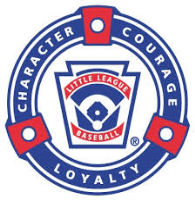 CHARACTER
COURAGE
LOYALTY
LITTLE LEAGUE
BASEBALL
®